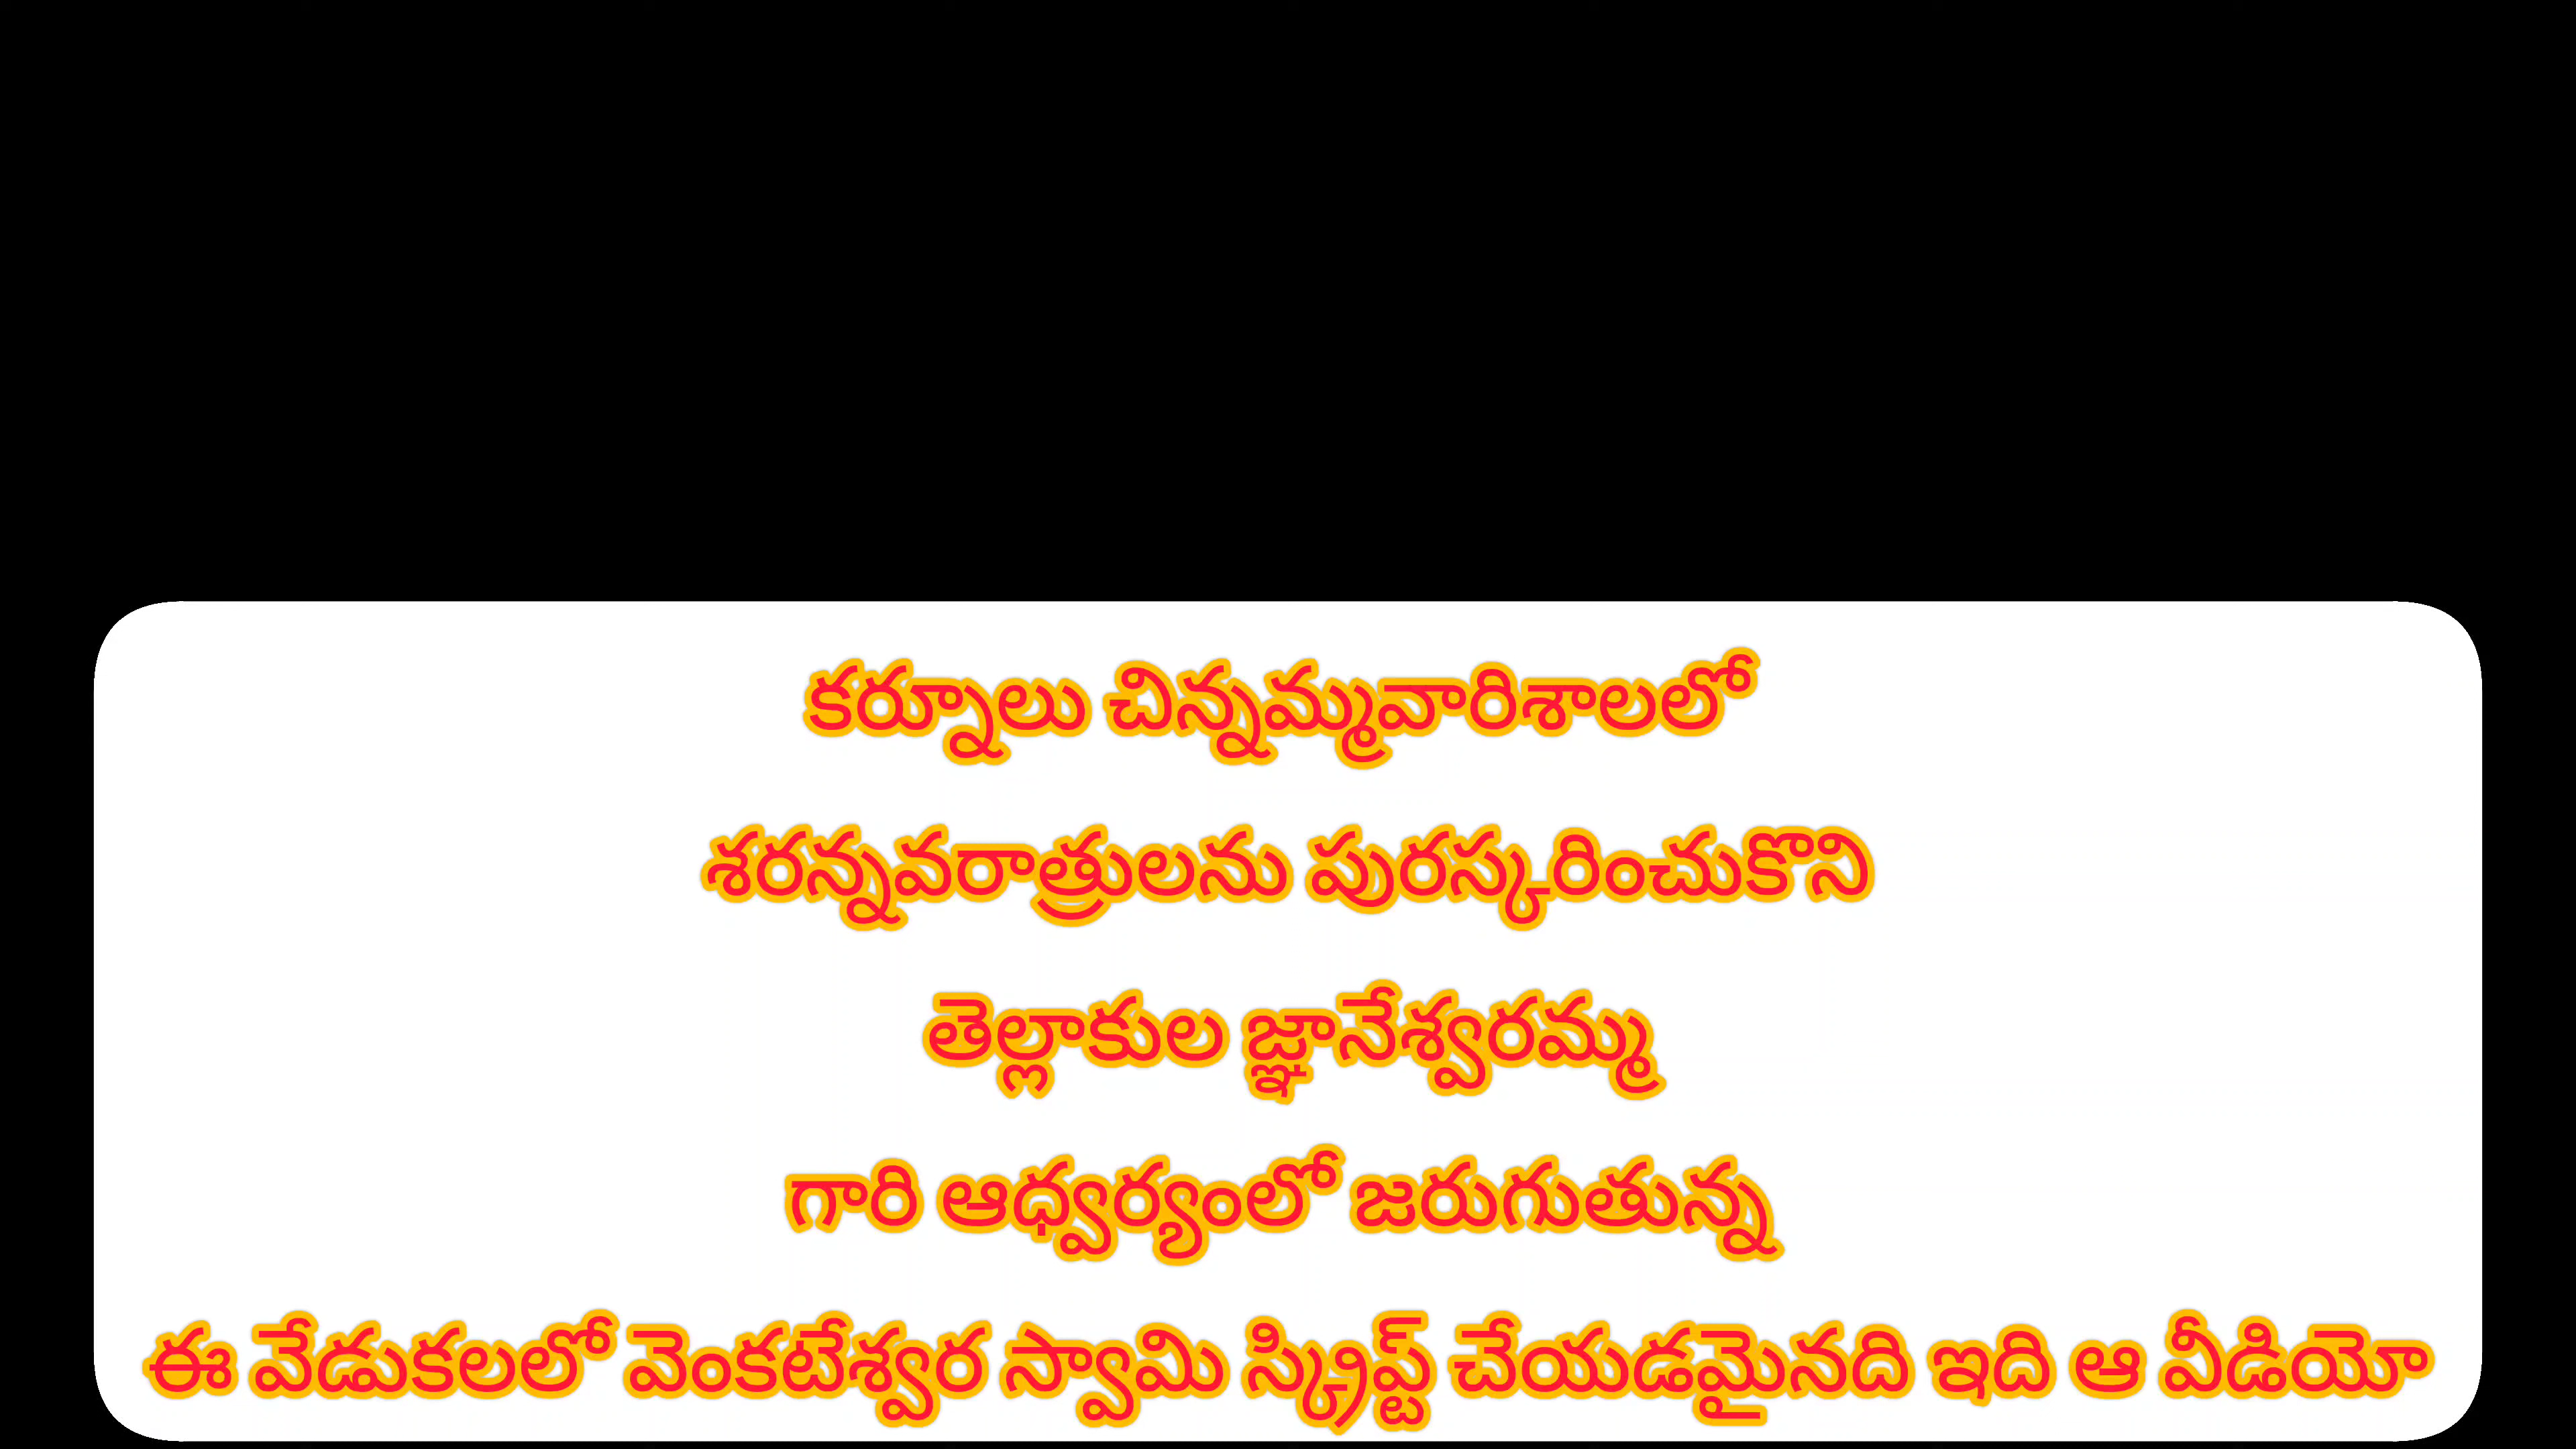 కర్నూలు చిన్నమ్మవారిశాలలో
శరన్నవరాత్రులను పురస్కరించుకొని
తెల్లాకుల జ్ఞానేశ్వరమ్మ
గారి ఆధ్వర్యంలో జరుగుతున్న
ఈ వేడుకలలో వెంకటేశ్వర స్వామి స్క్రిప్ట్ చేయడమైనది ఇది ఆ వీడియో